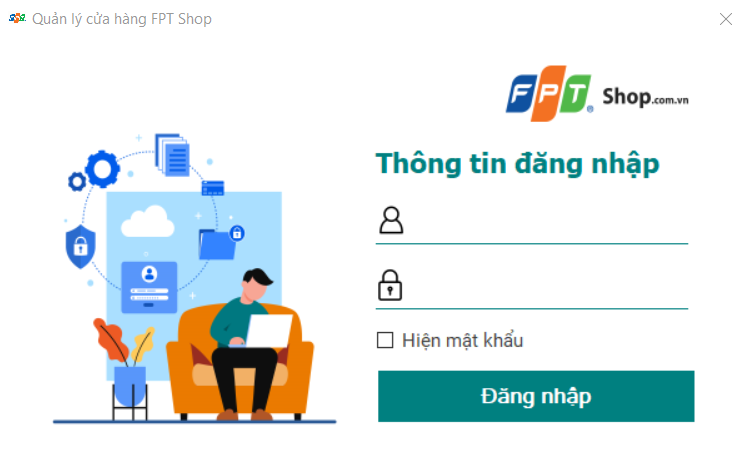 Quản lý cửa hàng FPT Shop
FPT® Shop.com.vn
Thông tin đăng nhập
Hiện mật khẩu
Đăng nhập